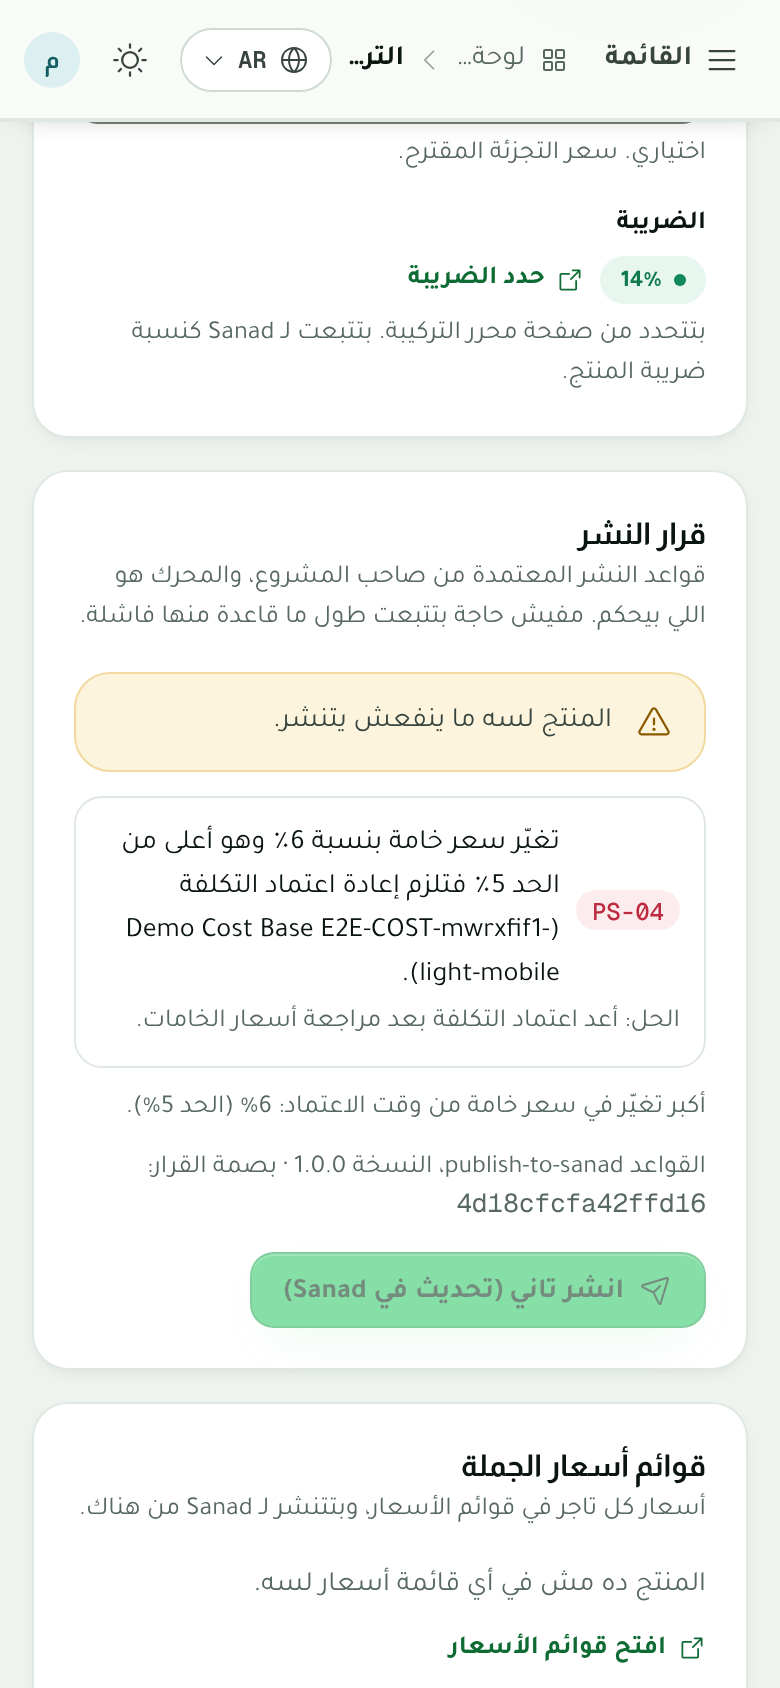 القائمة
لوحة...
التر...
AR
م
اختياري. سعر التجزئة المقترح.
الضريبة
14%
حدد الضريبة
بتتحدد من صفحة محرر التركيبة. بتتبعت لـ Sanad كنسبة
ضريبة المنتج.
قرار النشر
قواعد النشر المعتمدة من صاحب المشروع، والمحرك هو
اللي بيحكم. مفيش حاجة بتتبعت طول ما قاعدة منها فاشلة.
المنتج لسه ما ينفعش يتنشر.
PS-04
تغيّر سعر خامة بنسبة 6٪ وهو أعلى من
الحد 5٪ فتلزم إعادة اعتماد التكلفة
(Demo Cost Base E2E-COST-mwrxfif1-
light-mobile).
الحل: أعد اعتماد التكلفة بعد مراجعة أسعار الخامات.
أكبر تغيّر في سعر خامة من وقت الاعتماد: 6% (الحد 5%).
القواعد publish-to-sanad، النسخة 1.0.0 · بصمة القرار:
4d18cfcfa42ffd16
انشر تاني (تحديث في Sanad)
قوائم أسعار الجملة
أسعار كل تاجر في قوائم الأسعار، وبتتنشر لـ Sanad من هناك.
المنتج ده مش في أي قائمة أسعار لسه.
افتح قوائم الأسعار